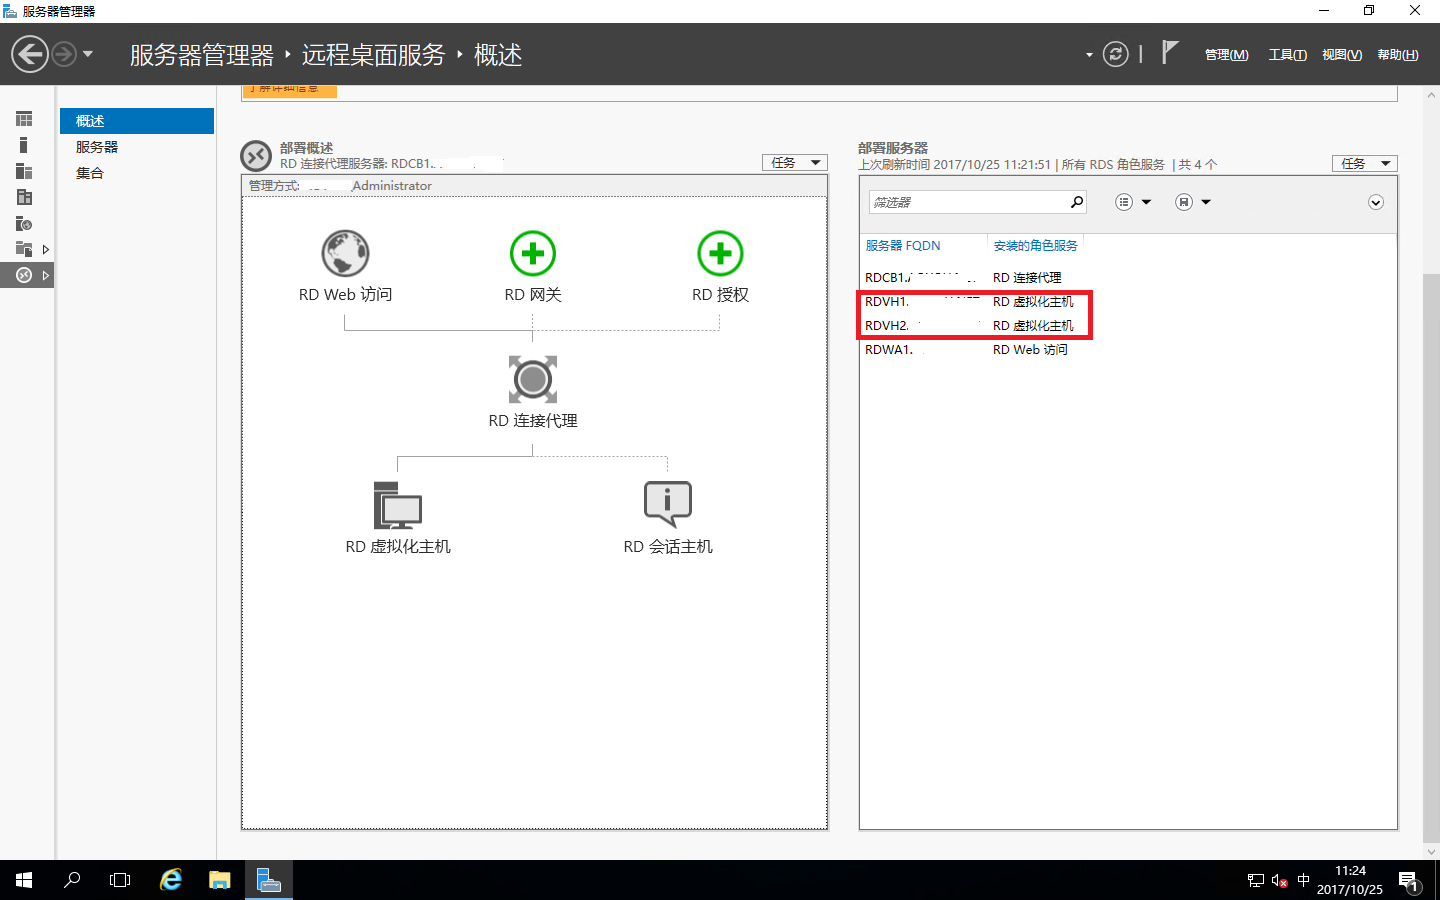 服务器管理器
服务器管理器 ‣ 远程桌面服务 ‣ 概述
管理(M) 工具(T) 视图(V) 帮助(H)
概述
服务器
集合
了解详细信息
部署概述
RD 连接代理服务器: RDCB1.
任务
管理方式: Administrator
RD Web 访问
RD 网关
RD 授权
RD 连接代理
RD 虚拟化主机
RD 会话主机
部署服务器
上次刷新时间 2017/10/25 11:21:51 | 所有 RDS 角色服务 | 共 4 个
任务
筛选器
服务器 FQDN 安装的角色服务
RDCB1. RD 连接代理
RDVH1. RD 虚拟化主机
RDVH2. RD 虚拟化主机
RDWA1. RD Web 访问
中
11:24
2017/10/25
1